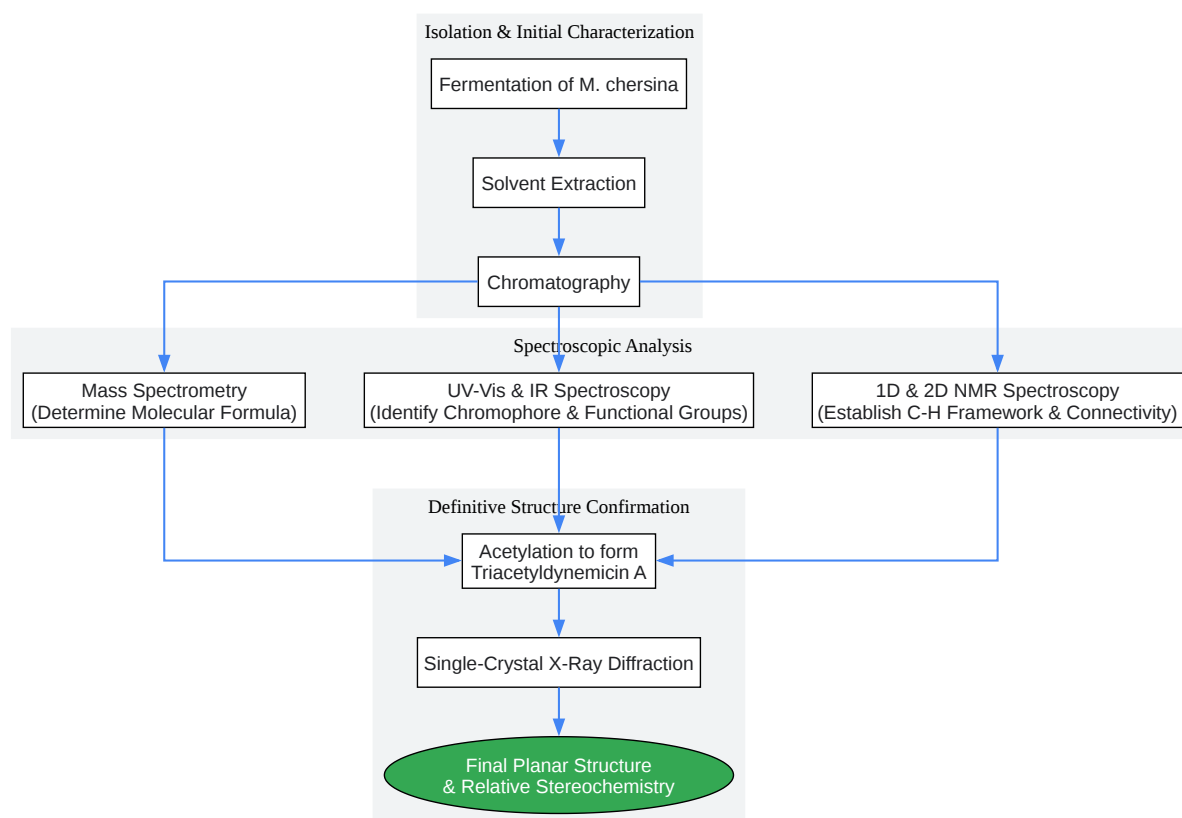 Isolation & Initial Characterization
Fermentation of M. chersina
Solvent Extraction
Chromatography
Spectroscopic Analysis
Mass Spectrometry
(Determine Molecular Formula)
UV-Vis & IR Spectroscopy
(Identify Chromophore & Functional Groups)
1D & 2D NMR Spectroscopy
(Establish C-H Framework & Connectivity)
Definitive Structure Confirmation
Acetylation to form
Triacetyldynemicin A
Single-Crystal X-Ray Diffraction
Final Planar Structure
& Relative Stereochemistry